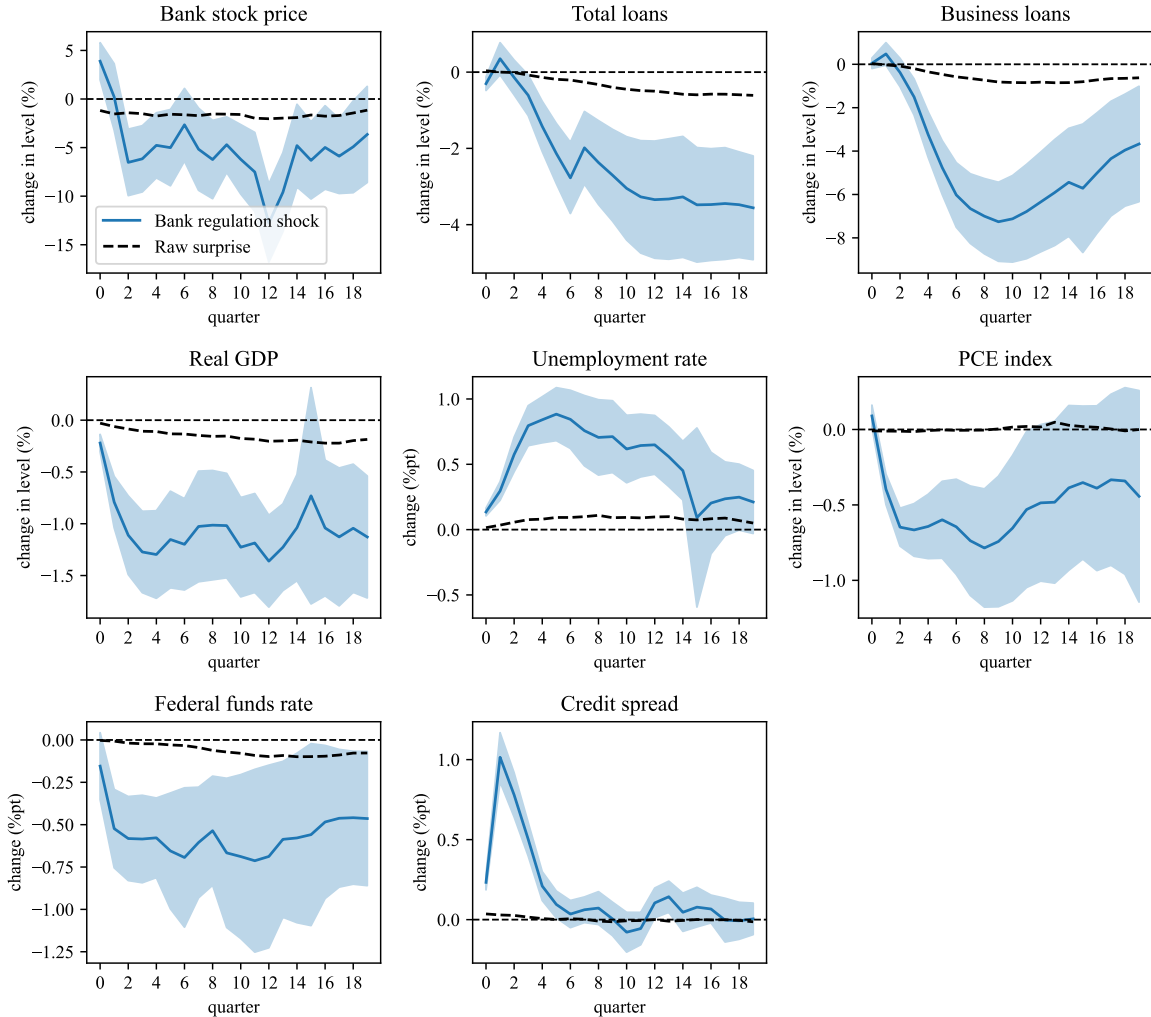 Bank stock price
change in level (%)
5
0
−5
−10
−15
Bank regulation shock
Raw surprise
0 2 4 6 8 10 12 14 16 18
quarter
Total loans
change in level (%)
0
−2
−4
0 2 4 6 8 10 12 14 16 18
quarter
Business loans
change in level (%)
0
−2
−4
−6
−8
0 2 4 6 8 10 12 14 16 18
quarter
Real GDP
change in level (%)
0.0
−0.5
−1.0
−1.5
0 2 4 6 8 10 12 14 16 18
quarter
Unemployment rate
change (%pt)
1.0
0.5
0.0
−0.5
0 2 4 6 8 10 12 14 16 18
quarter
PCE index
change in level (%)
0.0
−0.5
−1.0
0 2 4 6 8 10 12 14 16 18
quarter
Federal funds rate
change (%pt)
0.00
−0.25
−0.50
−0.75
−1.00
−1.25
0 2 4 6 8 10 12 14 16 18
quarter
Credit spread
change (%pt)
1.0
0.5
0.0
0 2 4 6 8 10 12 14 16 18
quarter